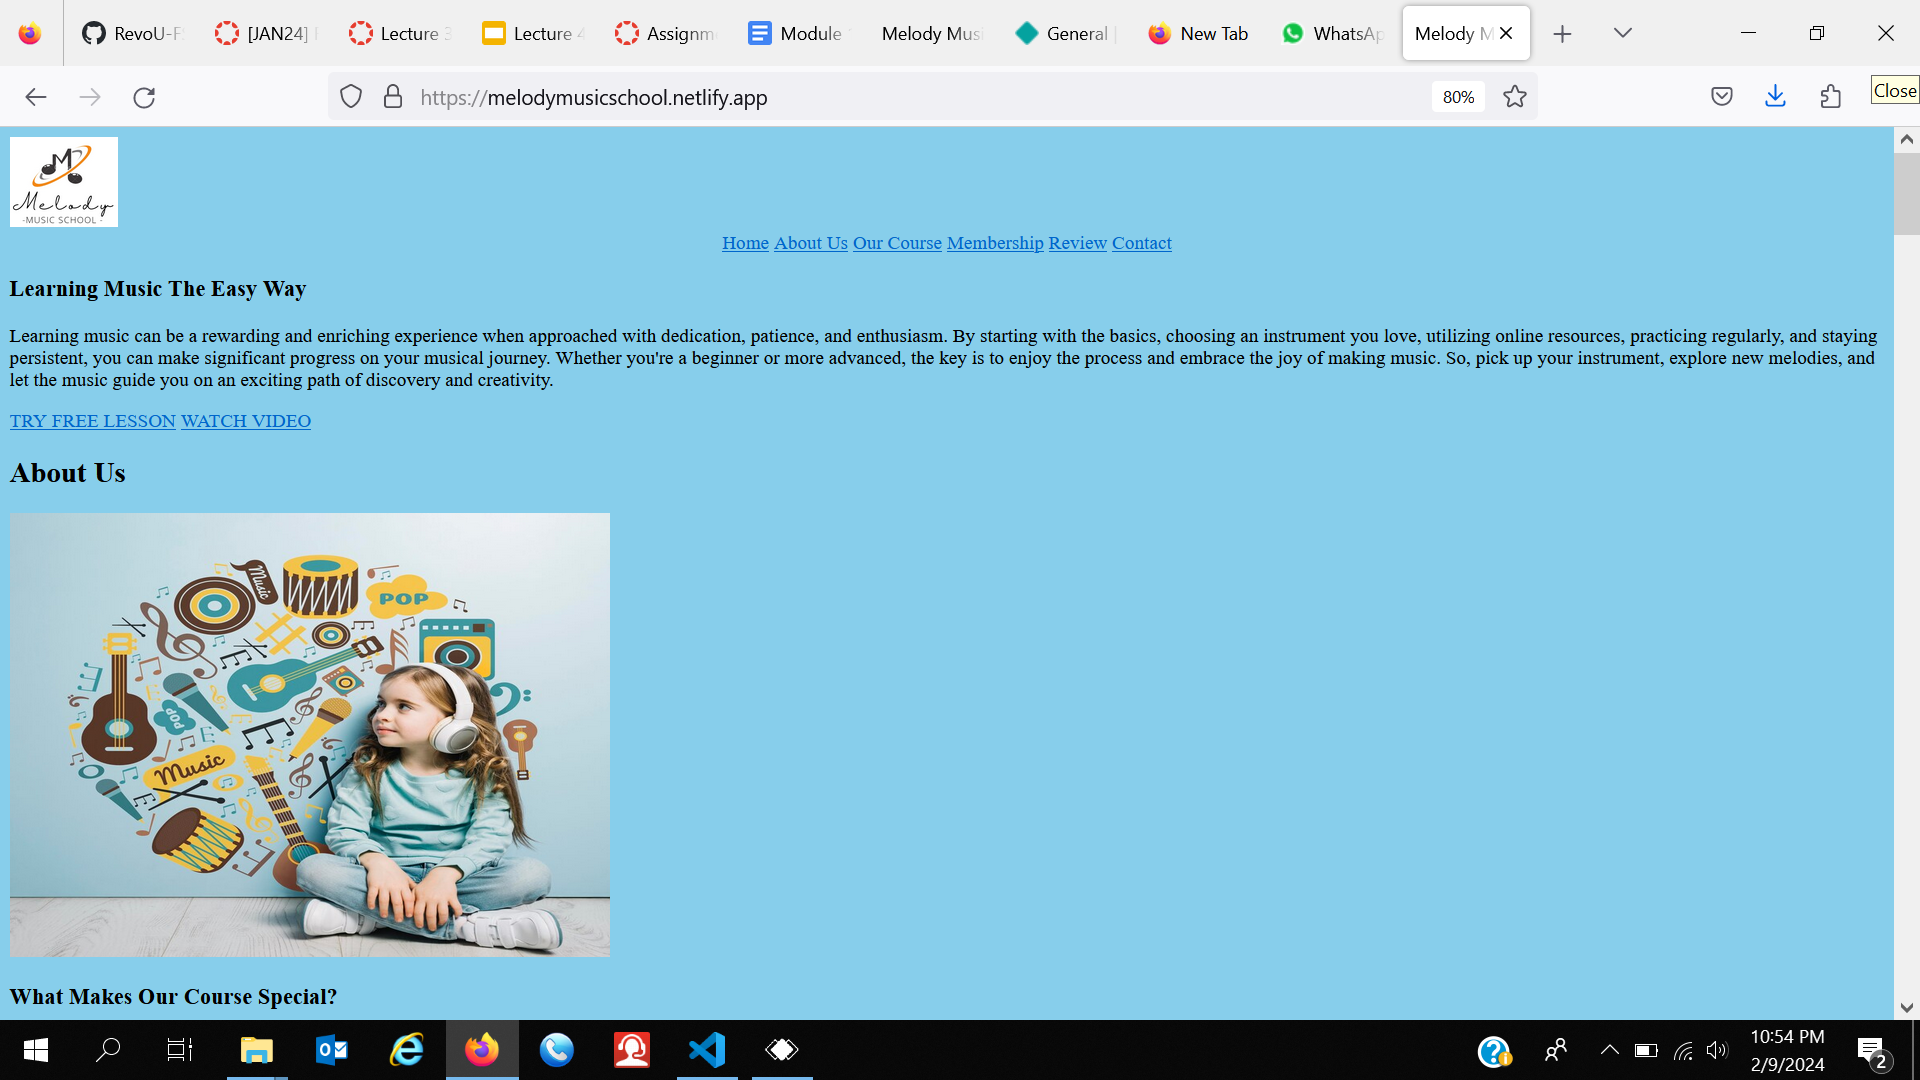 RevoU-F
[JAN24]
Lecture 3
Lecture 4
Assignm
Module
Melody Mus
General
New Tab
WhatsAp
Melody M
https://melodymusicschool.netlify.app
80%
Close
M
Melody
-MUSIC SCHOOL-
Home About Us Our Course Membership Review Contact
Learning Music The Easy Way
Learning music can be a rewarding and enriching experience when approached with dedication, patience, and enthusiasm. By starting with the basics, choosing an instrument you love, utilizing online resources, practicing regularly, and staying
persistent, you can make significant progress on your musical journey. Whether you're a beginner or more advanced, the key is to enjoy the process and embrace the joy of making music. So, pick up your instrument, explore new melodies, and
let the music guide you on an exciting path of discovery and creativity.
TRY FREE LESSON WATCH VIDEO
About Us
Music
POP
POP
Music
What Makes Our Course Special?
10:54 PM
2/9/2024
2